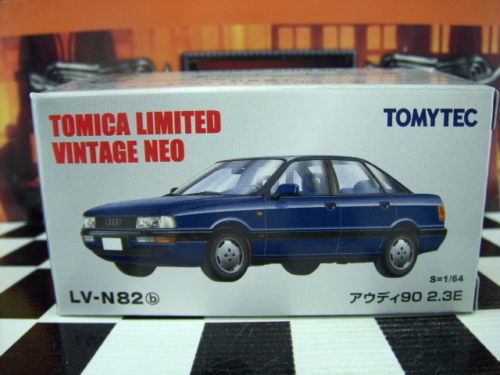 TOMICA LIMITED
VINTAGE NEO
TOMYTEC
S=1/64
LV-N82ⓑ
アウディ90 2.3E